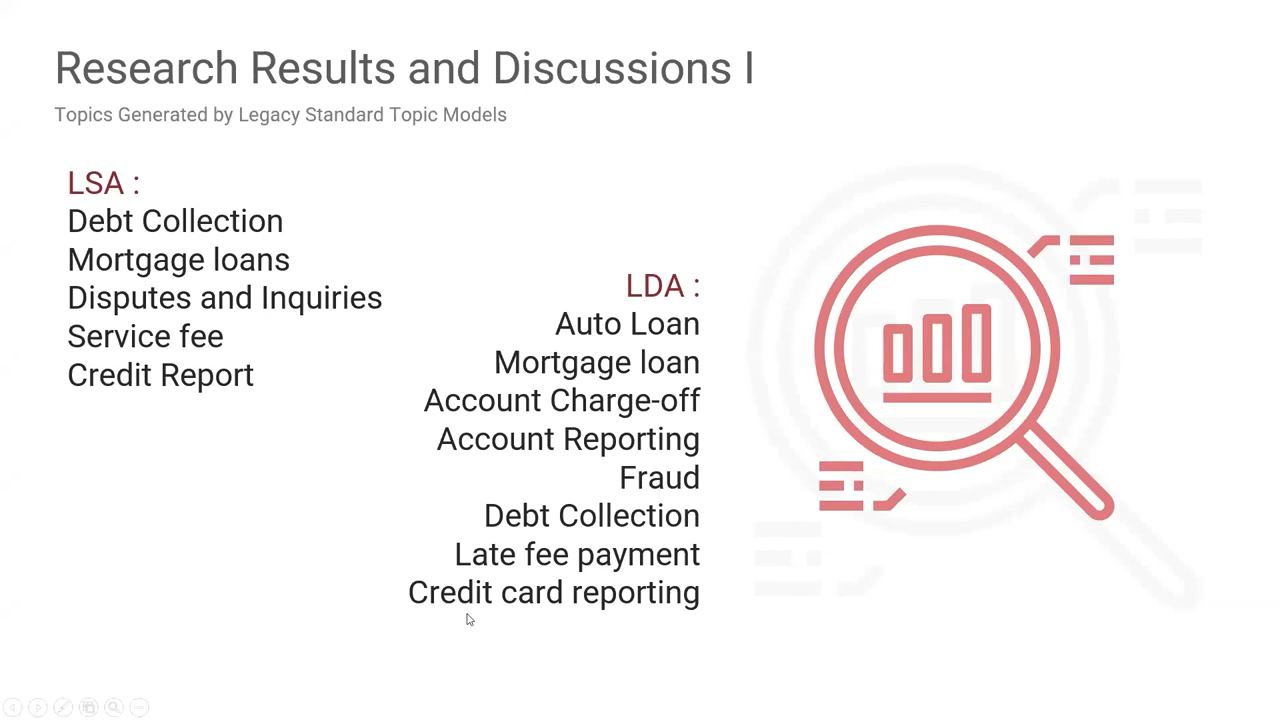 Research Results and Discussions I
Topics Generated by Legacy Standard Topic Models
LSA :
Debt Collection
Mortgage loans
Disputes and Inquiries
Service fee
Credit Report
LDA :
Auto Loan
Mortgage loan
Account Charge-off
Account Reporting
Fraud
Debt Collection
Late fee payment
Credit card reporting